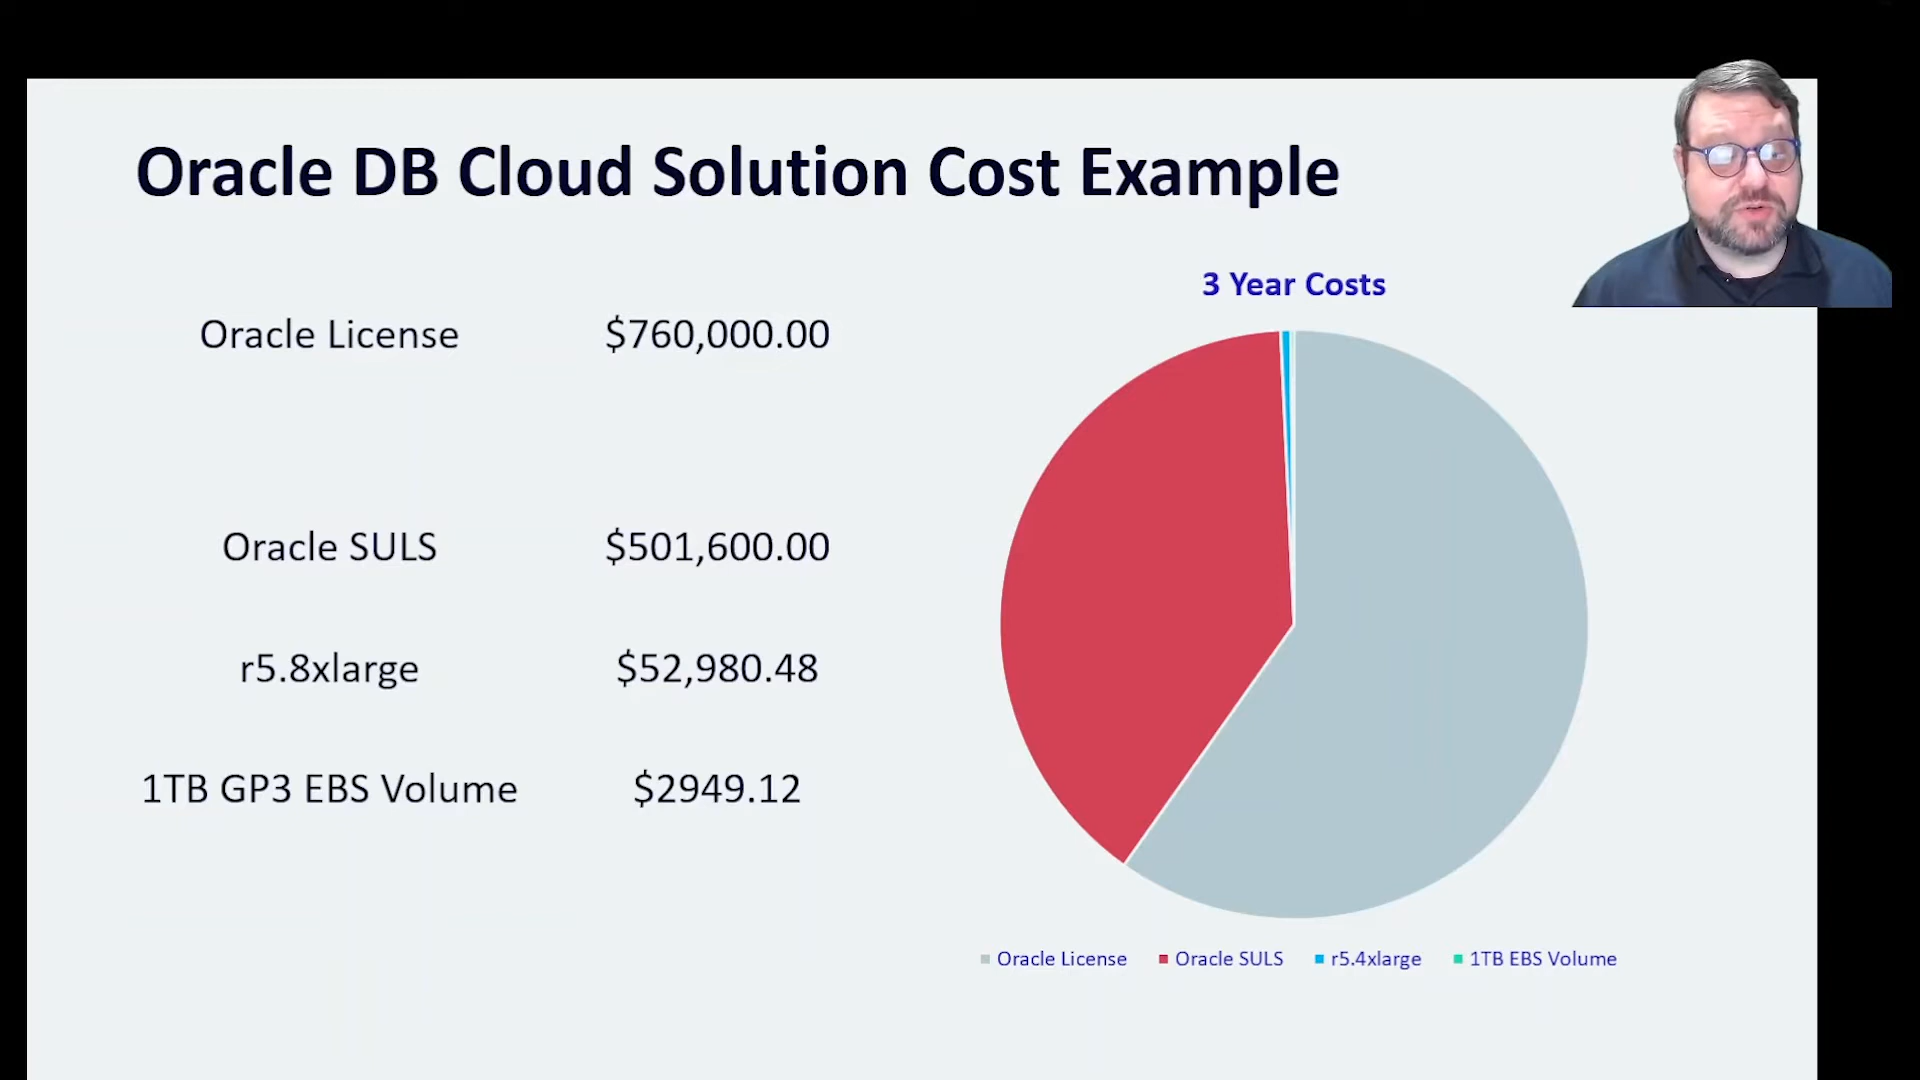 Oracle DB Cloud Solution Cost Example
3 Year Costs
Oracle License $760,000.00
Oracle SULS $501,600.00
r5.8xlarge $52,980.48
1TB GP3 EBS Volume $2949.12
Oracle License Oracle SULS r5.4xlarge 1TB EBS Volume